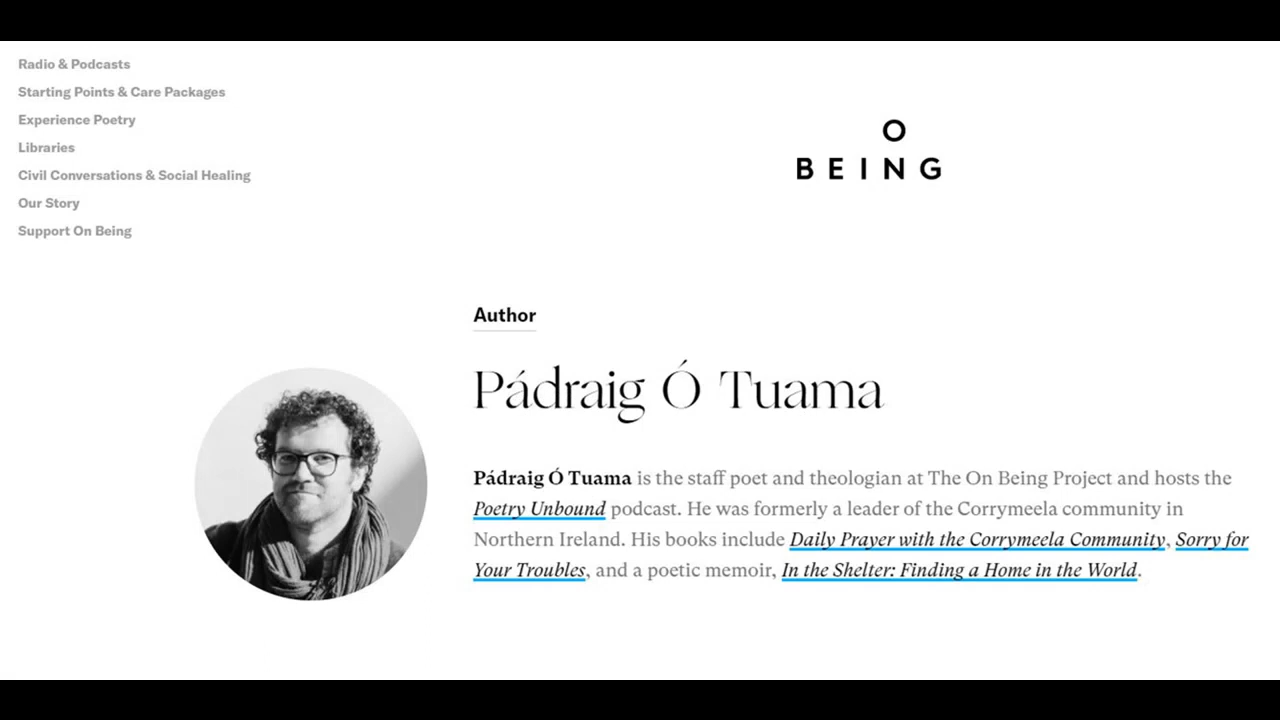 Radio & Podcasts
Starting Points & Care Packages
Experience Poetry
Libraries
Civil Conversations & Social Healing
Our Story
Support On Being
O
BEING
Author
Pádraig Ó Tuama
Pádraig Ó Tuama is the staff poet and theologian at The On Being Project and hosts the
Poetry Unbound podcast. He was formerly a leader of the Corrymeela community in
Northern Ireland. His books include Daily Prayer with the Corrymeela Community, Sorry for
Your Troubles, and a poetic memoir, In the Shelter: Finding a Home in the World.